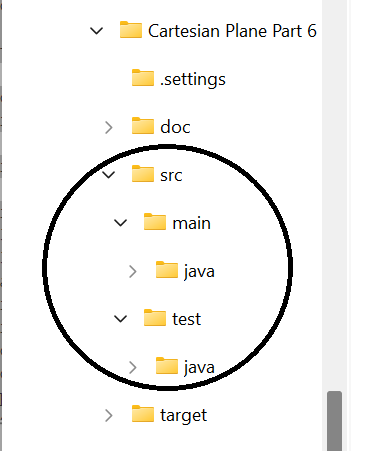 Cartesian Plane Part 6
.settings
doc
src
main
java
test
java
target